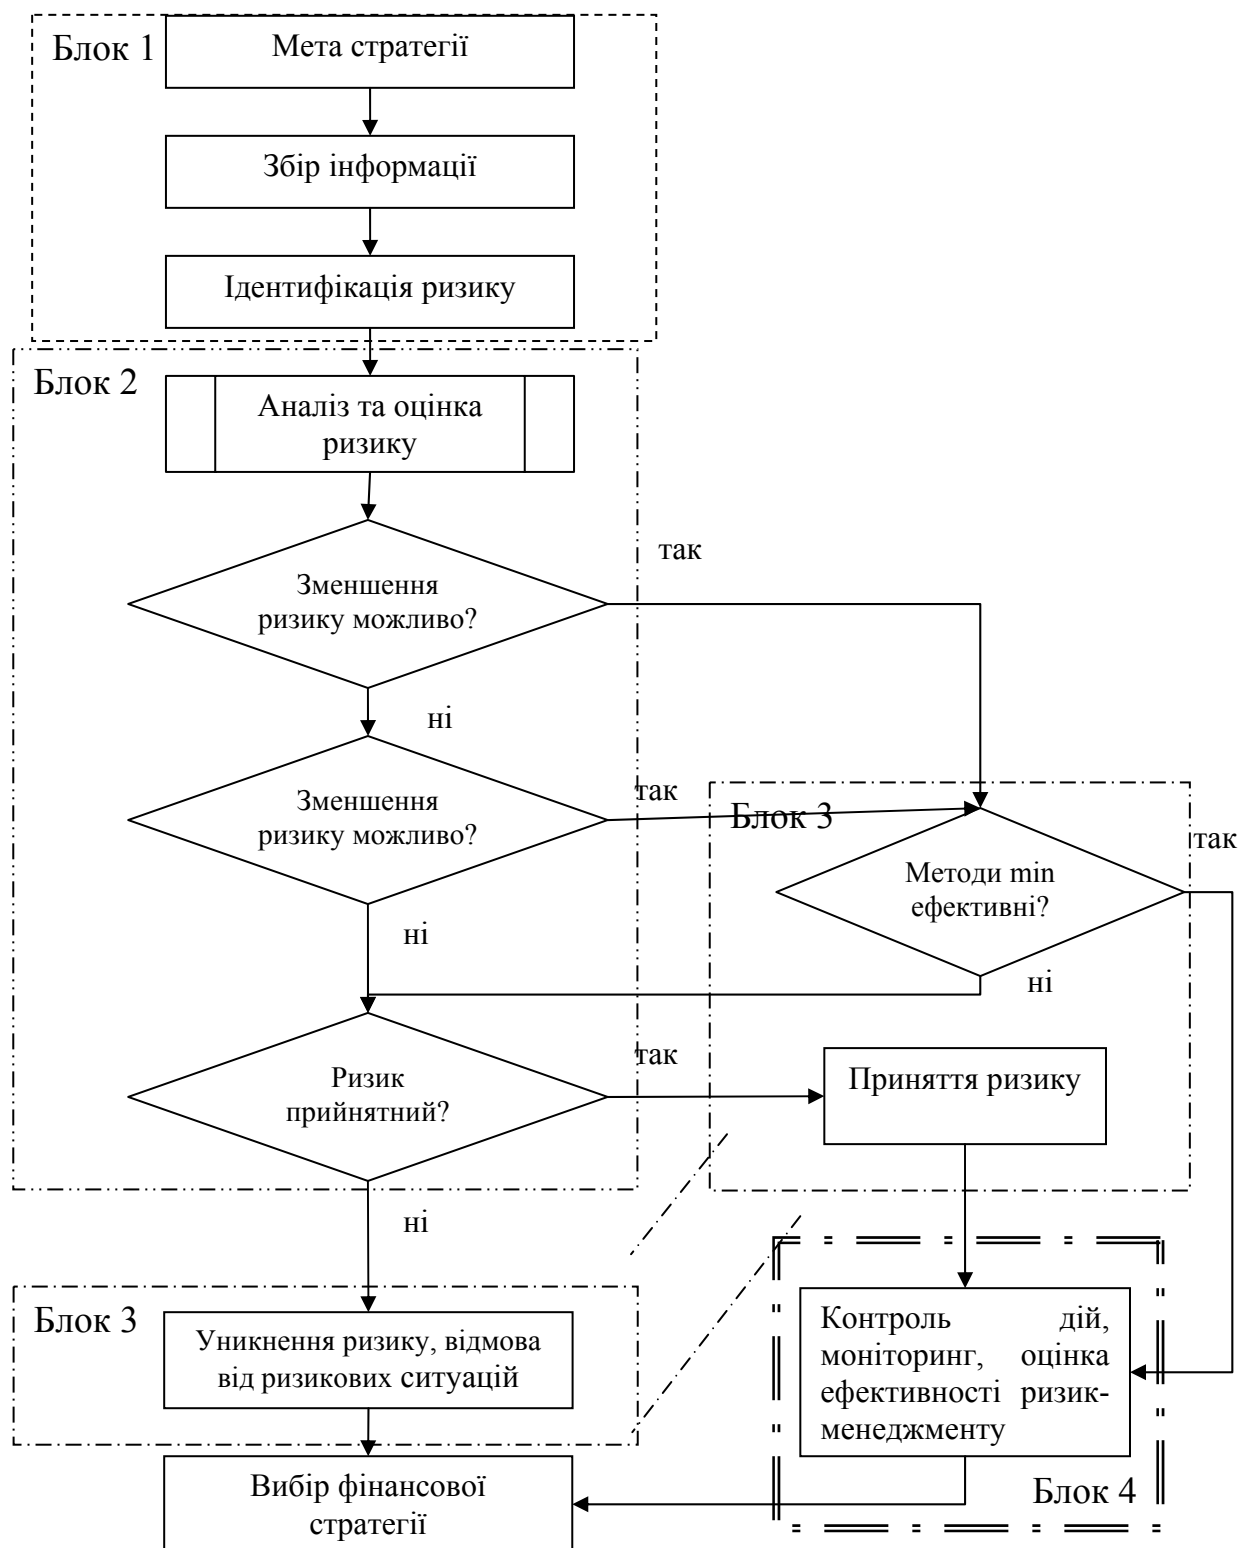 Блок 1
Мета стратегії
Збір інформації
Ідентифікація ризику
Блок 2
Аналіз та оцінка
ризику
так
Зменшення
ризику можливо?
ні
Зменшення
ризику можливо?
так
Блок 3
так
Методи min
ефективні?
ні
ні
Ризик
прийнятний?
так
Приняття ризику
ні
Блок 3
Уникнення ризику, відмова
від ризикових ситуацій
Контроль дій,
моніторинг, оцінка
ефективності ризик-
менеджменту
Блок 4
Вибір фінансової
стратегії